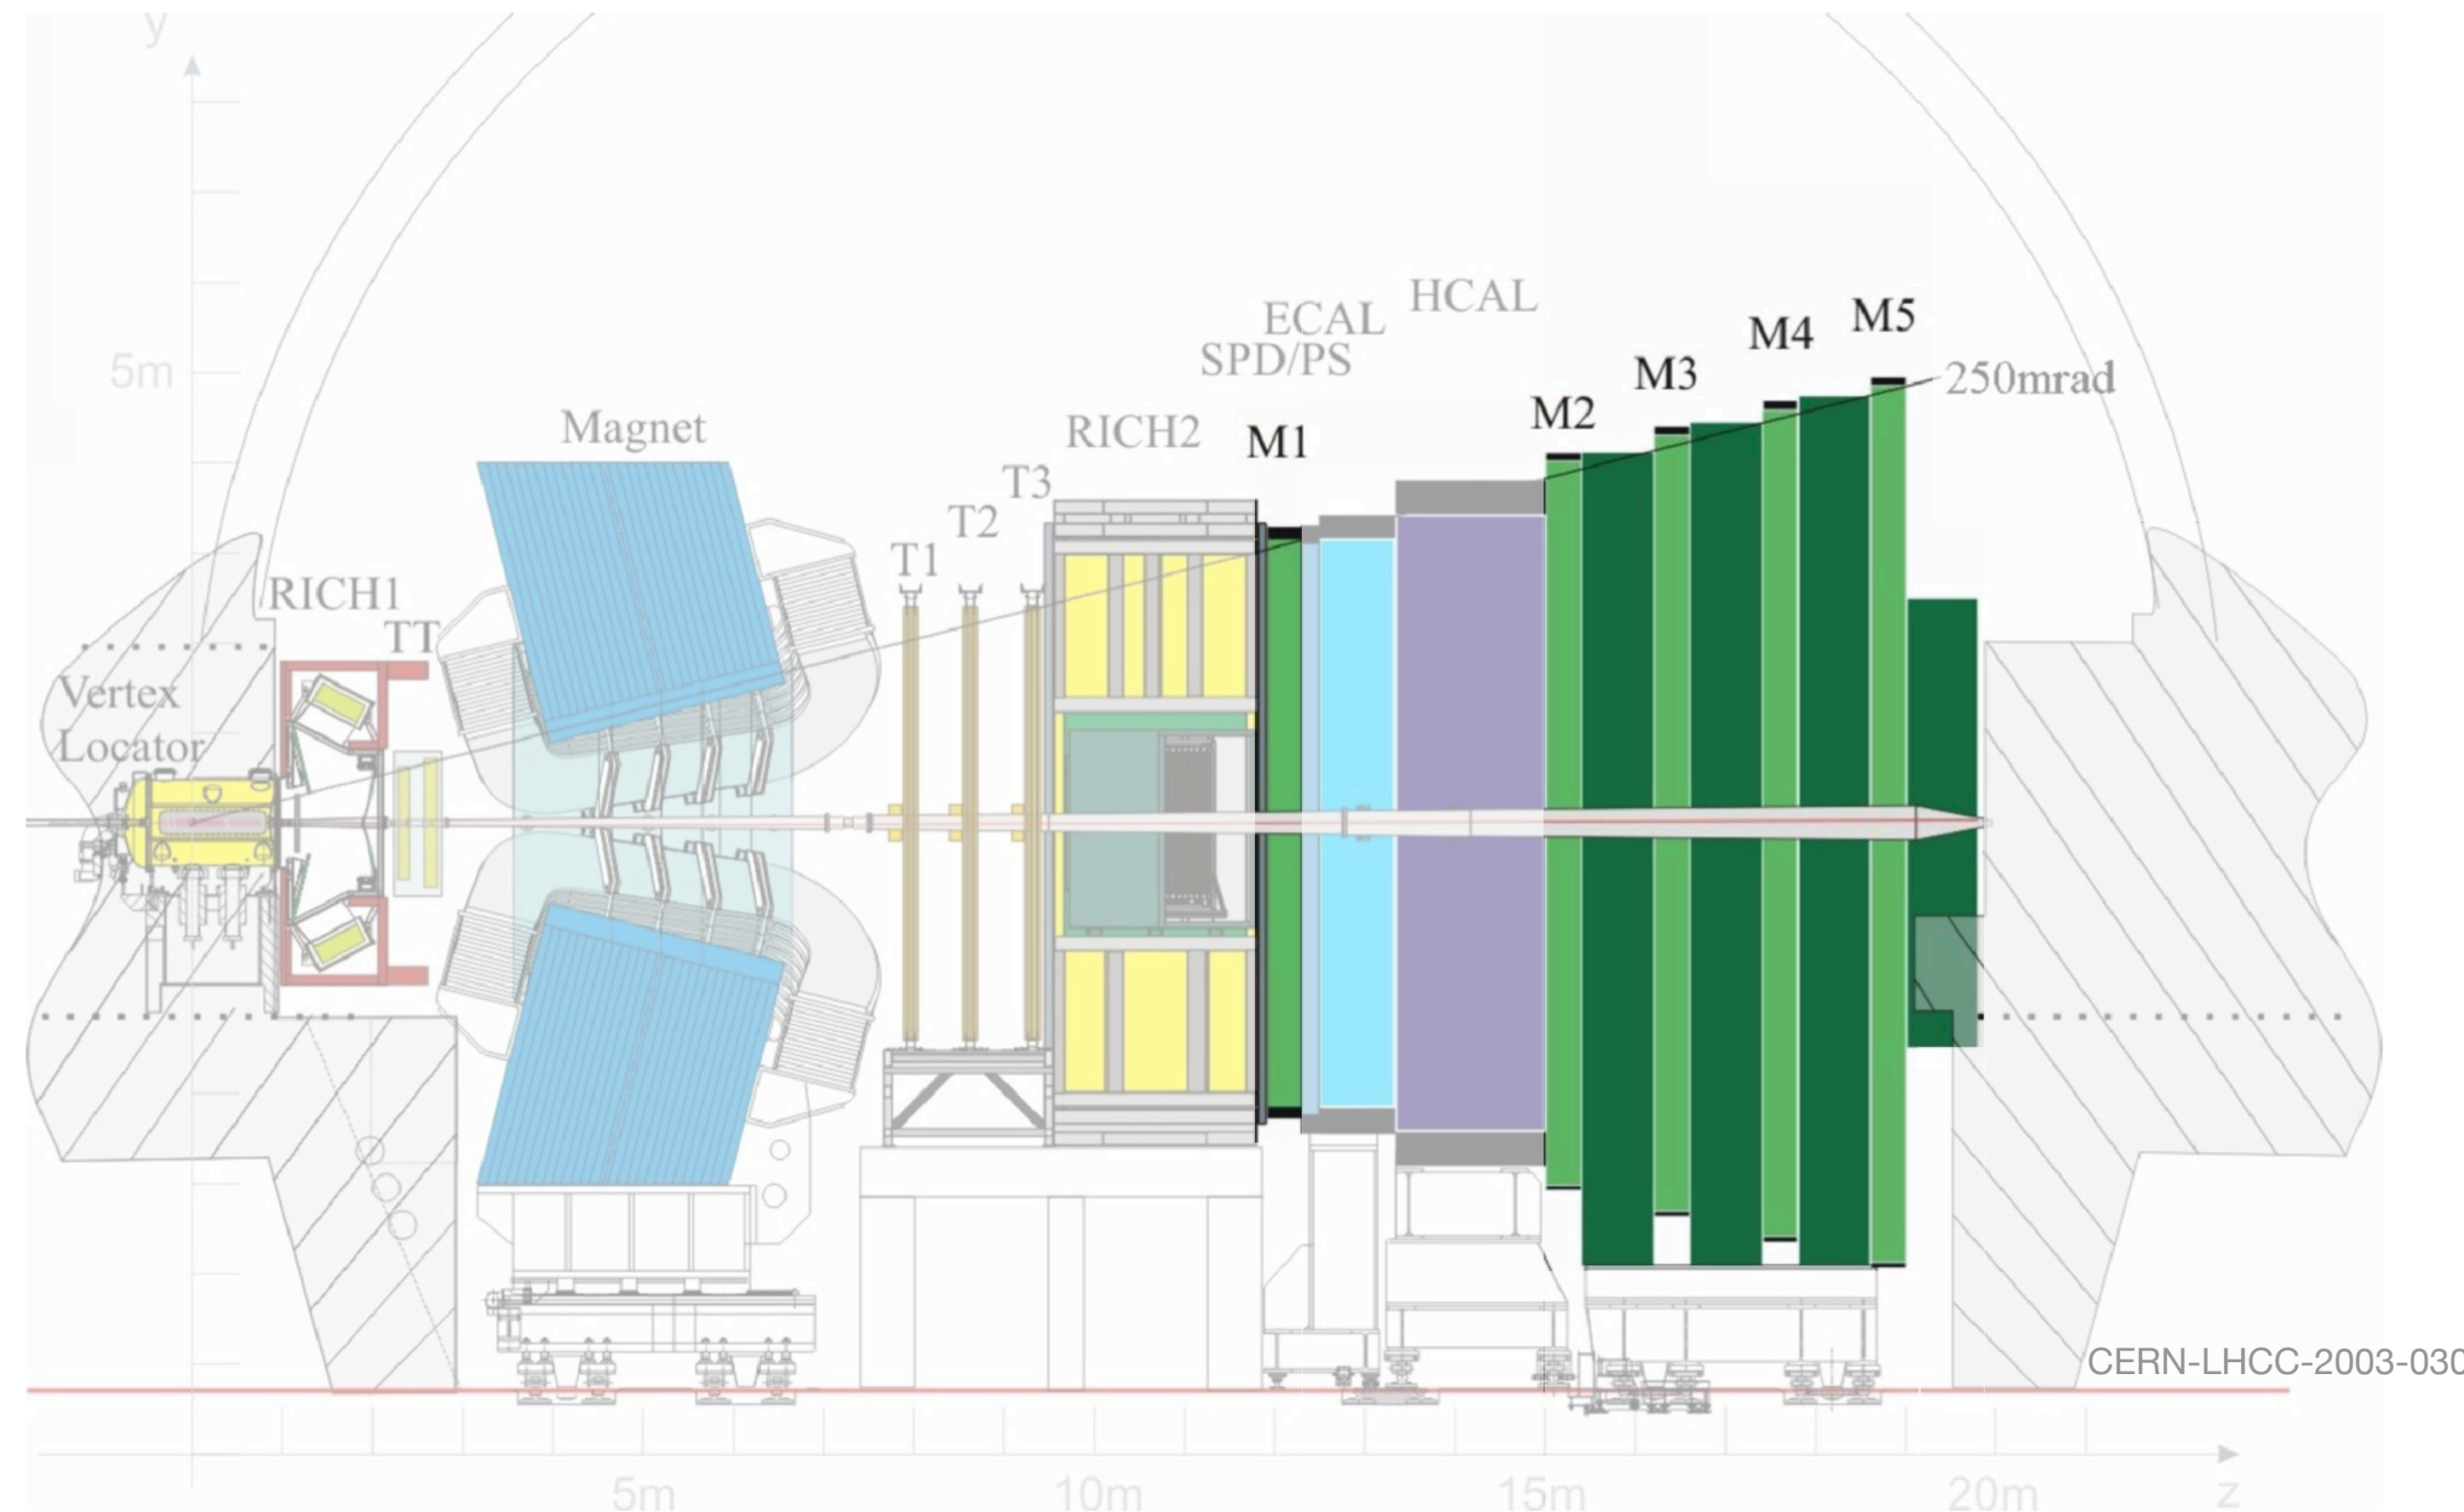 y
5m
Vertex
Locator
RICH1
TT
Magnet
T1
T2
T3
RICH2
M1
SPD/PS
ECAL
HCAL
M2
M3
M4
M5
250mrad
CERN-LHCC-2003-030
5m
10m
15m
20m
z